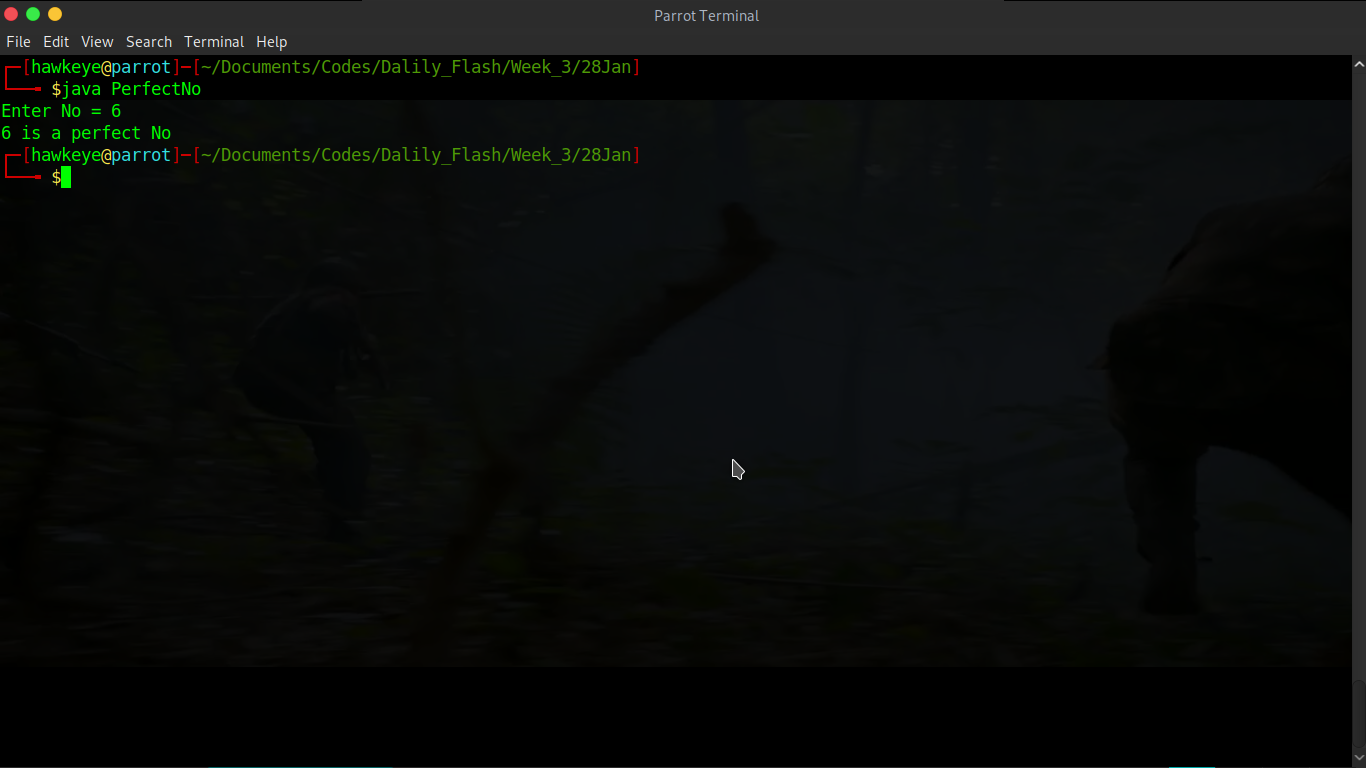 Parrot Terminal
File Edit View Search Terminal Help
┌─[hawkeye@parrot]─[~/Documents/Codes/Dalily_Flash/Week_3/28Jan]
└──╼ $java PerfectNo
Enter No = 6
6 is a perfect No
┌─[hawkeye@parrot]─[~/Documents/Codes/Dalily_Flash/Week_3/28Jan]
└──╼ $